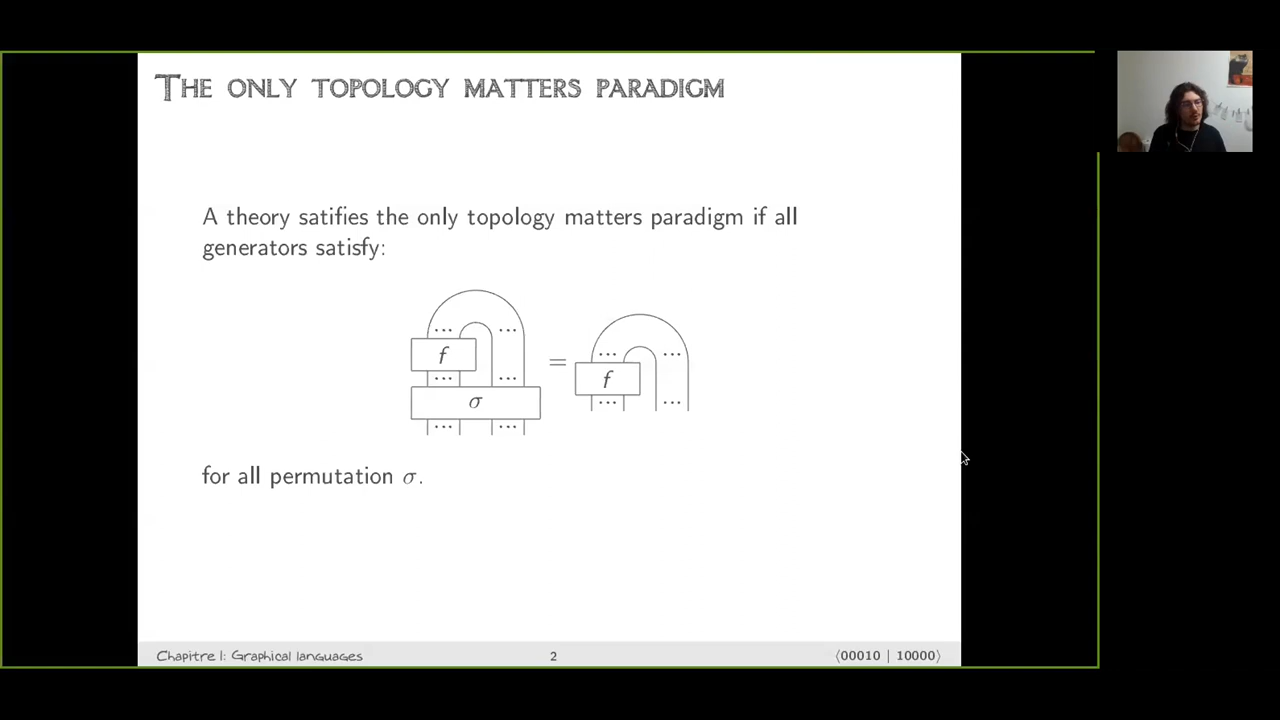 The only topology matters paradigm
A theory satifies the only topology matters paradigm if all
generators satisfy:
... ...
f
... ...
σ
... ...
=
... ...
f
... ...
for all permutation σ.
Chapitre I: Graphical languages 2 ⟨00010 | 10000⟩